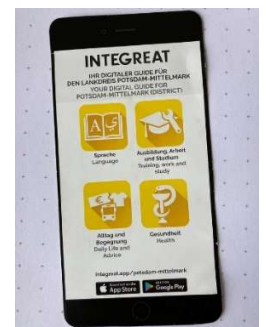 INTEGREAT
IHR DIGITALER GUIDE FÜR
DEN LANDKREIS POTSDAM-MITTELMARK
YOUR DIGITAL GUIDE FOR
POTSDAM-MITTELMARK (DISTRICT)
Sprache
Language
Ausbildung, Arbeit
und Studium
Training, work and
study
Alltag und
Begegnung
Daily Life and
Advice
Gesundheit
Health
integreat.app/potsdam-mittelmark
App Store
Google Play